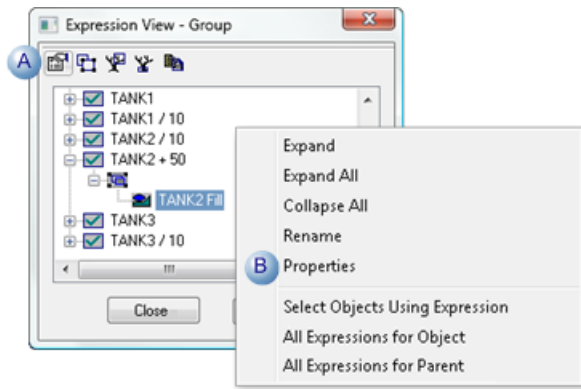 Expression View - Group
A
TANK1
TANK1 / 10
TANK2 / 10
TANK2 + 50
TANK2 Fill
TANK3
TANK3 / 10
Close
Expand
Expand All
Collapse All
Rename
B Properties
Select Objects Using Expression
All Expressions for Object
All Expressions for Parent